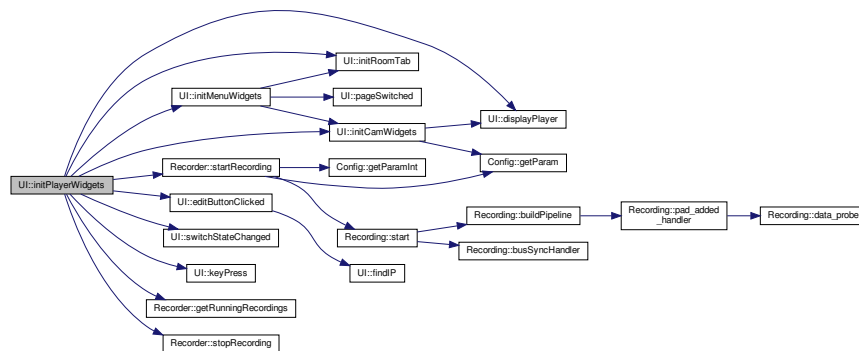 UI::initRoomTab
UI::initMenuWidgets
UI::pageSwitched
UI::displayPlayer
UI::initCamWidgets
Recorder::startRecording
Config::getParamInt
Config::getParam
UI::initPlayerWidgets
UI::editButtonClicked
Recording::buildPipeline
Recording::pad_added
_handler
Recording::data_probe
UI::switchStateChanged
Recording::start
Recording::busSyncHandler
UI::keyPress
UI::findIP
Recorder::getRunningRecordings
Recorder::stopRecording